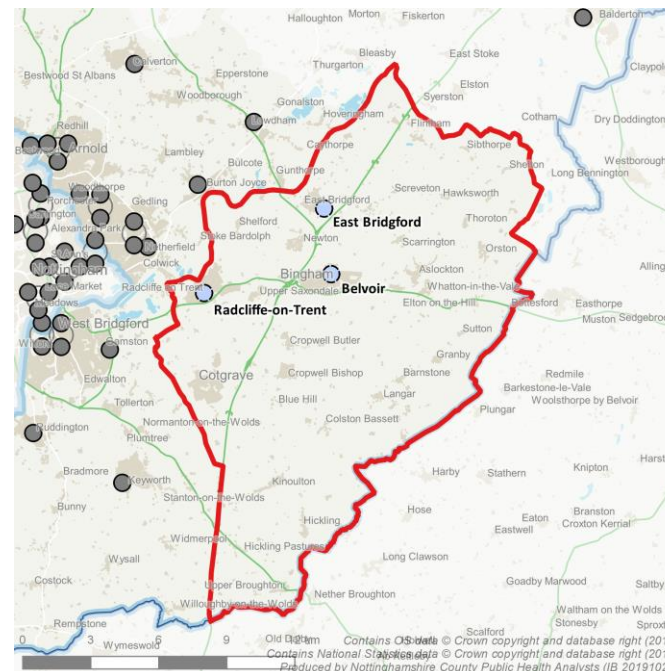 Halloughton
Morton
Fiskerton
Balderton
Calverton
Bleasby
Thurgarton
East Stoke
Claypole
Bestwood St Albans
Epperstone
Woodborough
Gonalston
Hoveringham
Syerston
Elston
Lowdham
Flintham
Cotham
Dry Doddington
Redhill
Arnold
Lambley
Bulcote
Caythorpe
Gunthorpe
Sibthorpe
Shelton
Westborough
Long Bennington
Woodthorpe
Gedling
Burton Joyce
East Bridgford
Screveton
Hawksworth
East Bridgford
Alexandra Park
Shelford
Thoroton
Stoke Bardolph
Newton
Scarrington
Orston
Netherfield
Colwick
Nottingham
Market
Meadows
Bingham
Aslockton
Belvoir
Radcliffe on Trent
Upper Saxondale
Whatton-in-the-Vale
Elton on the Hill
Bottesford
Easthorpe
Muston
Sedgebrook
Radcliffe-on-Trent
West Bridgford
Sutton
Gamston
Cropwell Butler
Granby
Edwalton
Cotgrave
Cropwell Bishop
Barnstone
Redmile
Barkestone-le-Vale
Woolsthorpe by Belvoir
Tollerton
Blue Hill
Langar
Plungar
Normanton-on-the-Wolds
Colston Bassett
Ruddington
Plumtree
Bradmore
Keyworth
Kinoulton
Harby
Stathern
Knipton
Stanton-on-the-Wolds
Bunny
Hickling
Hose
Eaton
Eastwell
Branston
Croxton Kerrial
Widmerpool
Wysall
Hickling Pastures
Long Clawson
Goadby Marwood
Costock
Upper Broughton
Nether Broughton
Waltham on the Wolds
Stonesby
Willoughby-on-the-Wolds
Rempstone
Wymeswold
Scalford
0 3 6 9 12 km
Contains OS data © Crown copyright and database right (201
Contains National Statistics data © Crown copyright and database right (201
Produced by Nottinghamshire County Public Health Analysts (IB 2019)